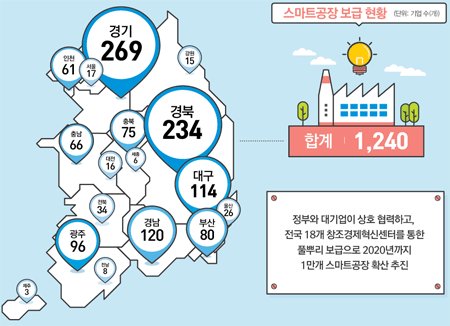 스마트공장 보급 현황 (단위: 기업 수(개))
경기
269
인천
61
서울
17
강원
15
충북
75
경북
234
충남
66
대전
16
세종
6
대구
114
전북
34
울산
26
광주
96
경남
120
부산
80
전남
8
제주
3
합계 1,240
정부와 대기업이 상호 협력하고,
전국 18개 창조경제혁신센터를 통한
풀뿌리 보급으로 2020년까지
1만개 스마트공장 확산 추진